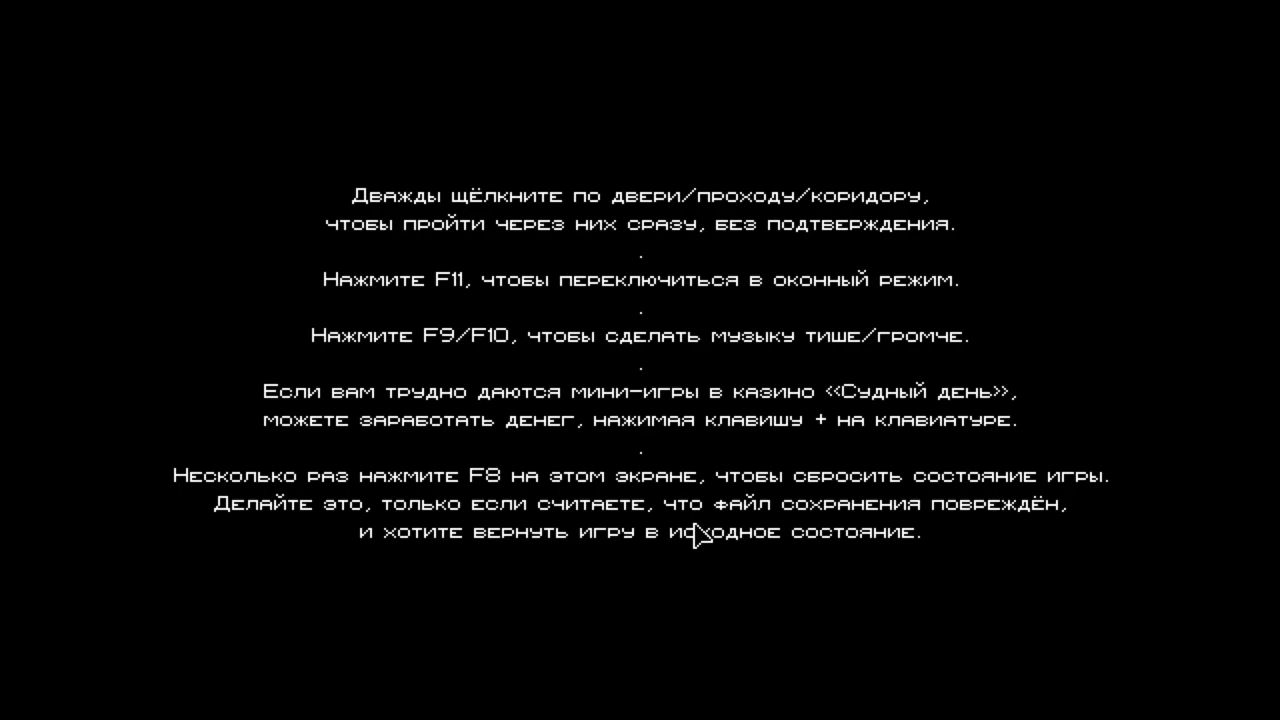 Дважды щёлкните по двери/проходу/коридору,
чтобы пройти через них сразу, без подтверждения.
.
Нажмите F11, чтобы переключиться в оконный режим.
.
Нажмите F9/F10, чтобы сделать музыку тише/громче.
.
Если вам трудно даются мини-игры в казино «Судный день»,
можете заработать денег, нажимая клавишу + на клавиатуре.
.
Несколько раз нажмите F8 на этом экране, чтобы сбросить состояние игры.
Делайте это, только если считаете, что файл сохранения повреждён,
и хотите вернуть игру в исходное состояние.